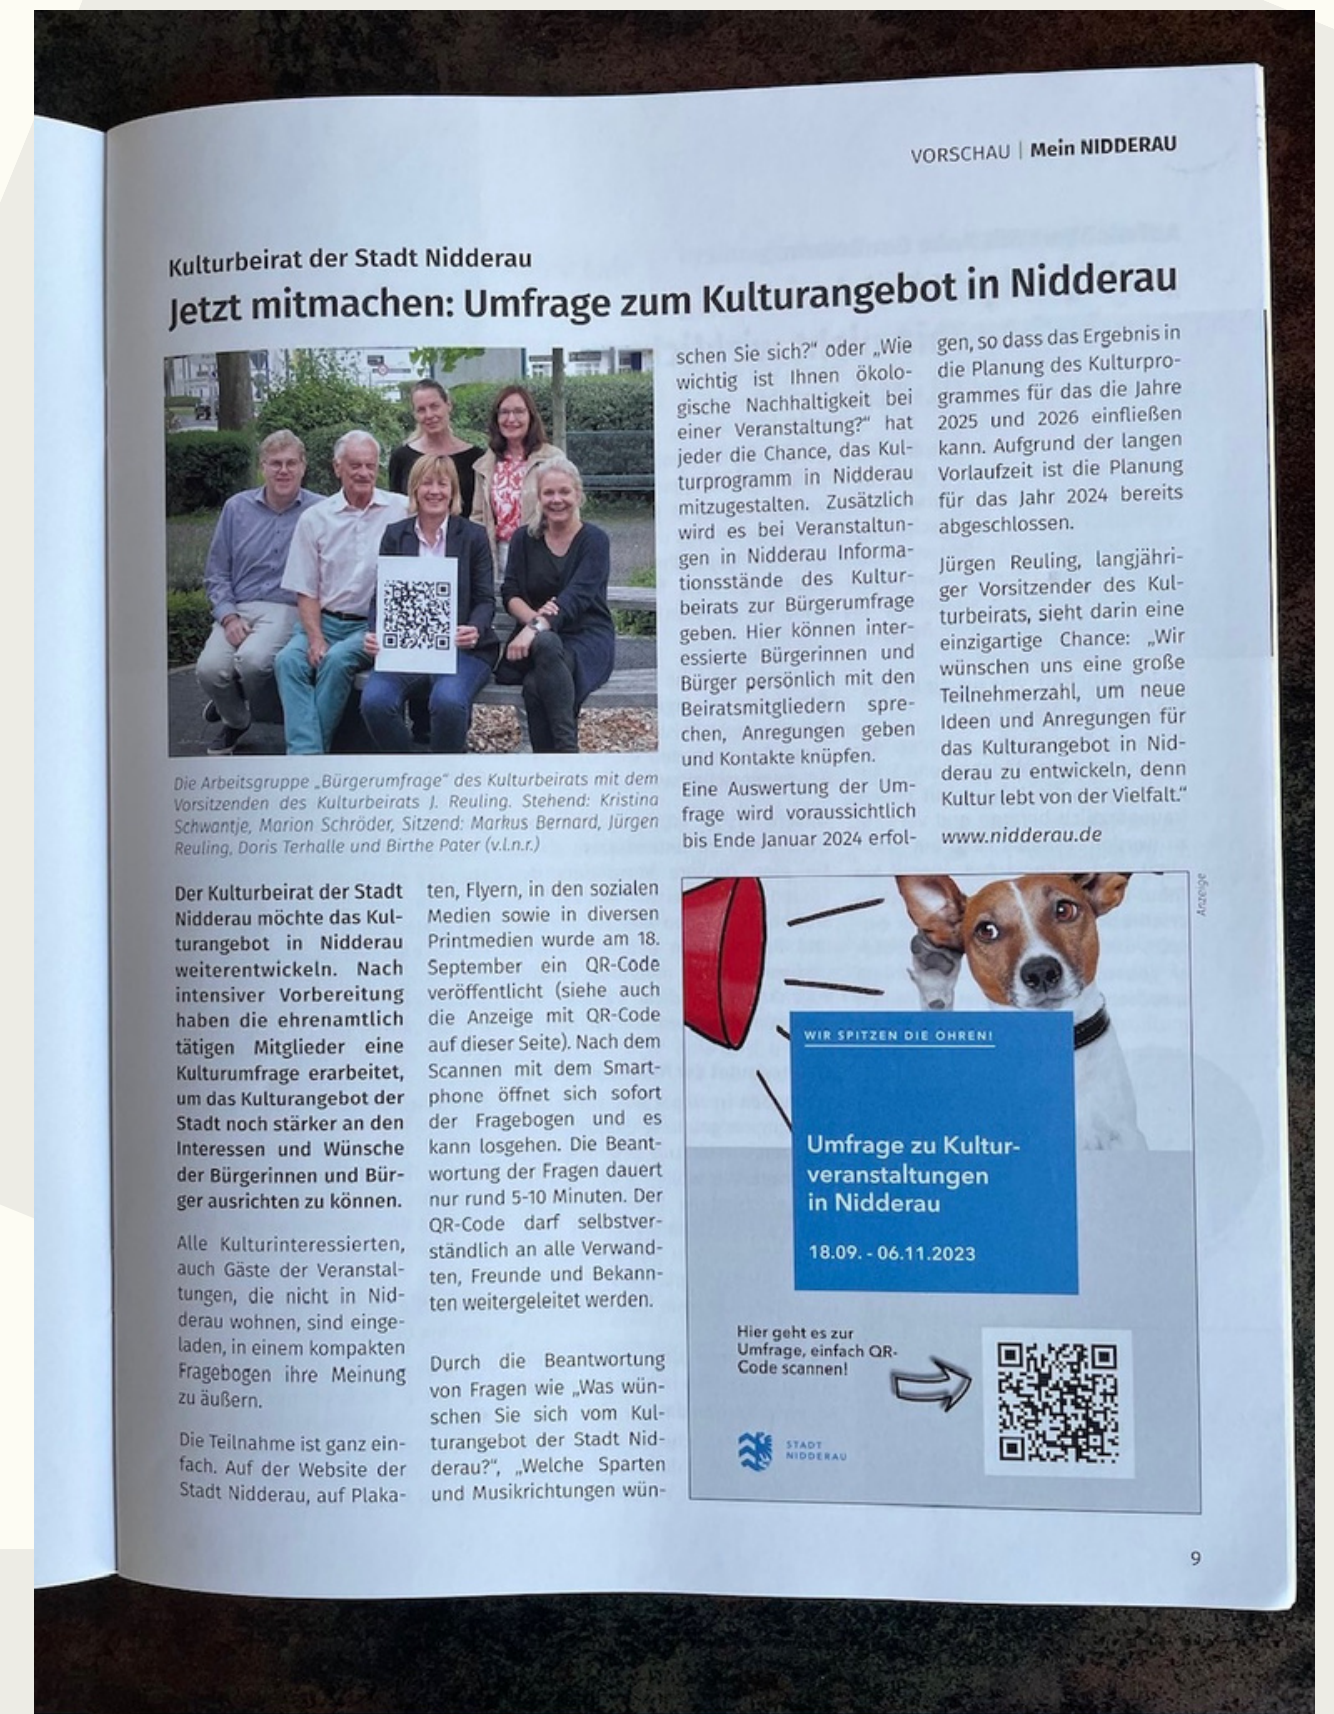 VORSCHAU | Mein NIDDERAU
Kulturbeirat der Stadt Nidderau
Jetzt mitmachen: Umfrage zum Kulturangebot in Nidderau
Die Arbeitsgruppe „Bürgerumfrage“ des Kulturbeirats mit dem
Vorsitzenden des Kulturbeirats J. Reuling. Stehend: Kristina
Schwantje, Marion Schröder, Sitzend: Markus Bernard, Jürgen
Reuling, Doris Terhalle und Birthe Pater (v.l.n.r.)
Der Kulturbeirat der Stadt
Nidderau möchte das Kul-
turangebot in Nidderau
weiterentwickeln. Nach
intensiver Vorbereitung
haben die ehrenamtlich
tätigen Mitglieder eine
Kulturumfrage erarbeitet,
um das Kulturangebot der
Stadt noch stärker an den
Interessen und Wünsche
der Bürgerinnen und Bür-
ger ausrichten zu können.
Alle Kulturinteressierten,
auch Gäste der Veranstal-
tungen, die nicht in Nid-
derau wohnen, sind einge-
laden, in einem kompakten
Fragebogen ihre Meinung
zu äußern.
Die Teilnahme ist ganz ein-
fach. Auf der Website der
Stadt Nidderau, auf Plaka-
ten, Flyern, in den sozialen
Medien sowie in diversen
Printmedien wurde am 18.
September ein QR-Code
veröffentlicht (siehe auch
die Anzeige mit QR-Code
auf dieser Seite). Nach dem
Scannen mit dem Smart-
phone öffnet sich sofort
der Fragebogen und es
kann losgehen. Die Beant-
wortung der Fragen dauert
nur rund 5-10 Minuten. Der
QR-Code darf selbstver-
ständlich an alle Verwand-
ten, Freunde und Bekann-
ten weitergeleitet werden.
Durch die Beantwortung
von Fragen wie „Was wün-
schen Sie sich vom Kul-
turangebot der Stadt Nid-
derau?“, „Welche Sparten
und Musikrichtungen wün-
schen Sie sich?“ oder „Wie
wichtig ist Ihnen ökolo-
gische Nachhaltigkeit bei
einer Veranstaltung?“ hat
jeder die Chance, das Kul-
turprogramm in Nidderau
mitzugestalten. Zusätzlich
wird es bei Veranstaltun-
gen in Nidderau Informa-
tionsstände des Kultur-
beirats zur Bürgerumfrage
geben. Hier können inter-
essierte Bürgerinnen und
Bürger persönlich mit den
Beiratsmitgliedern spre-
chen, Anregungen geben
und Kontakte knüpfen.
Eine Auswertung der Um-
frage wird voraussichtlich
bis Ende Januar 2024 erfol-
gen, so dass das Ergebnis in
die Planung des Kulturpro-
grammes für das die Jahre
2025 und 2026 einfließen
kann. Aufgrund der langen
Vorlaufzeit ist die Planung
für das Jahr 2024 bereits
abgeschlossen.
Jürgen Reuling, langjähri-
ger Vorsitzender des Kul-
turbeirats, sieht darin eine
einzigartige Chance: „Wir
wünschen uns eine große
Teilnehmerzahl, um neue
Ideen und Anregungen für
das Kulturangebot in Nid-
derau zu entwickeln, denn
Kultur lebt von der Vielfalt.“
www.nidderau.de
Anzeige
WIR SPITZEN DIE OHREN!
Umfrage zu Kultur-
veranstaltungen
in Nidderau
18.09. - 06.11.2023
Hier geht es zur
Umfrage, einfach QR-
Code scannen!
STADT
NIDDERAU
9